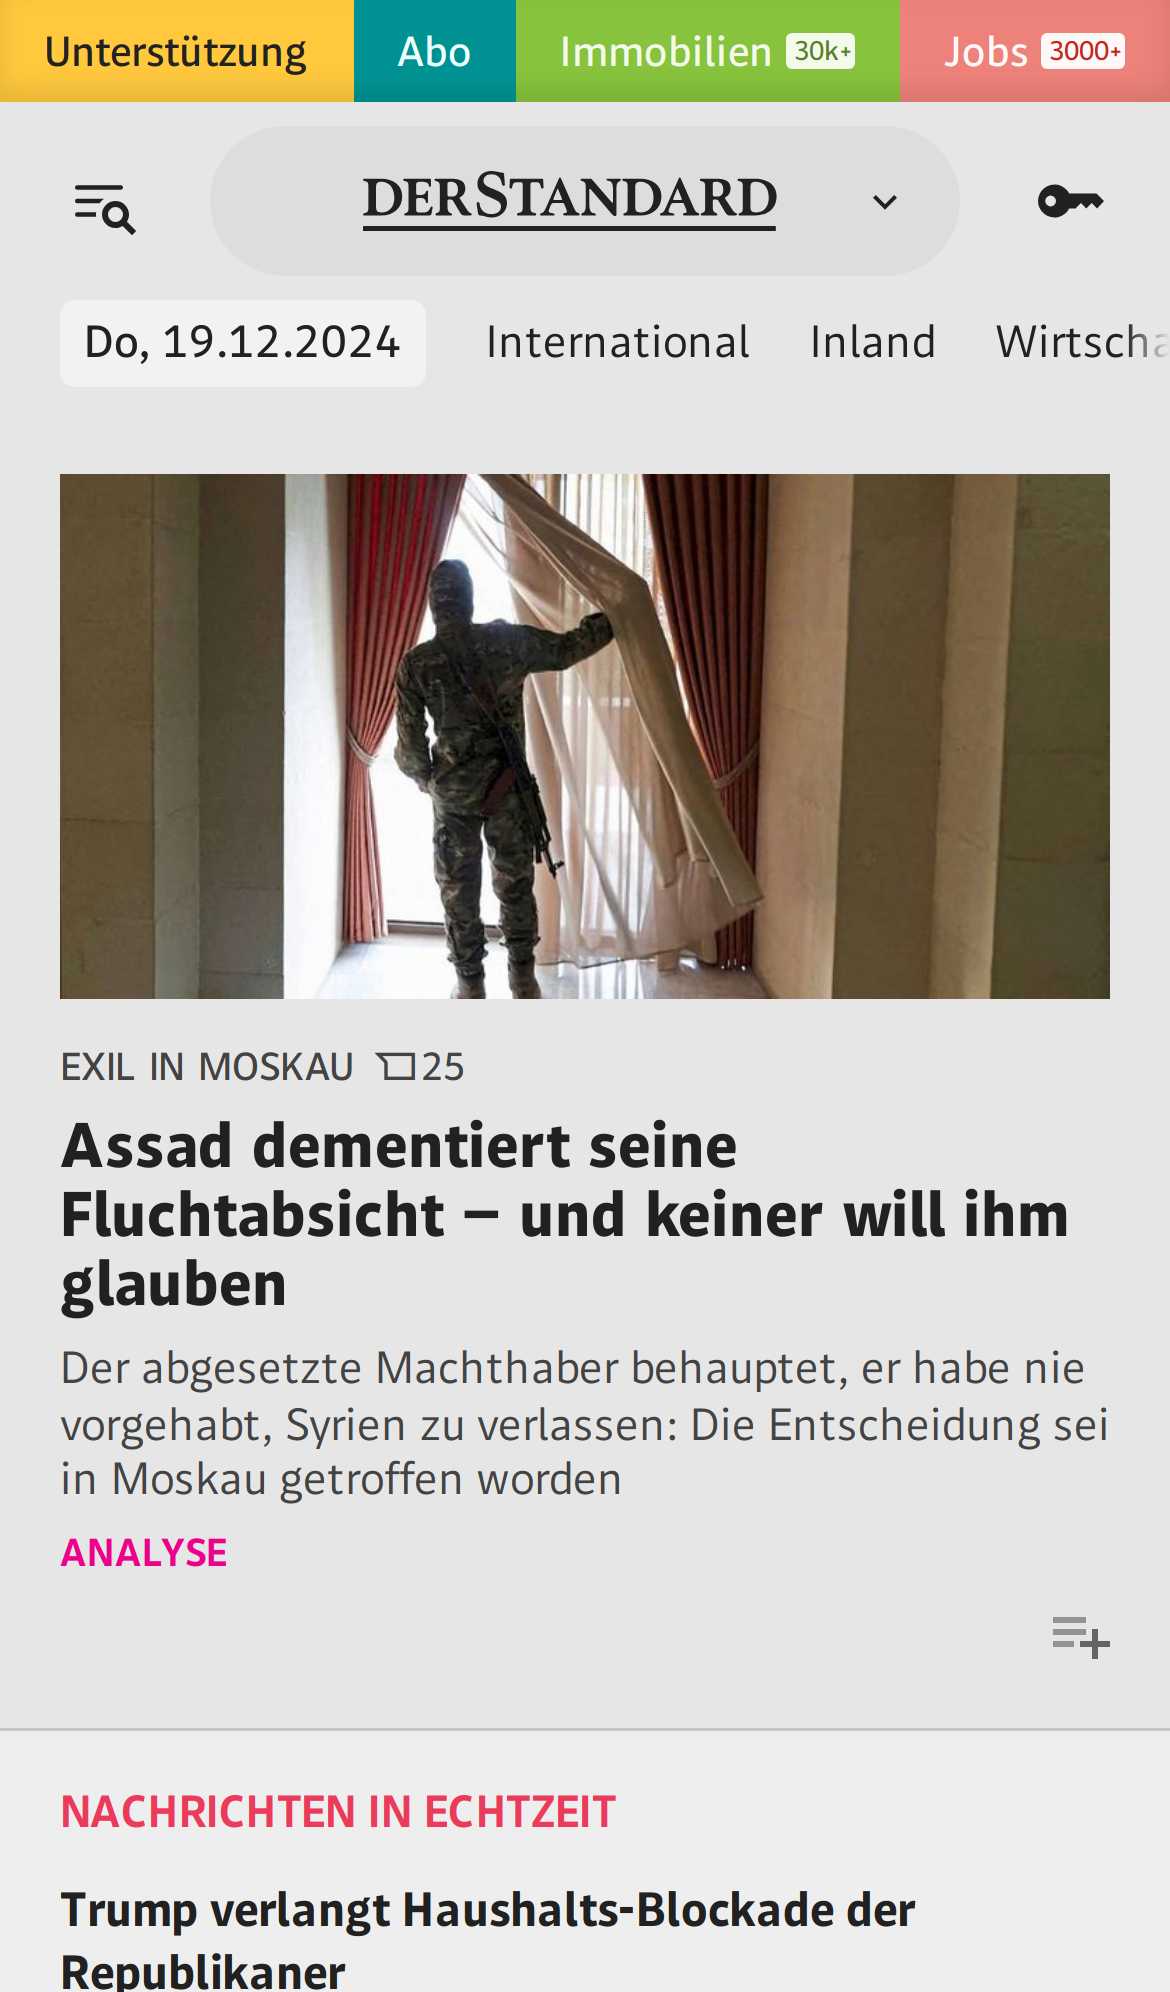 Unterstützung Abo Immobilien 30k+ Jobs 3000+
DERSTANDARD
Do, 19.12.2024 International Inland Wirtscha
EXIL IN MOSKAU 25
Assad dementiert seine
Fluchtabsicht – und keiner will ihm
glauben
Der abgesetzte Machthaber behauptet, er habe nie
vorgehabt, Syrien zu verlassen: Die Entscheidung sei
in Moskau getroffen worden
ANALYSE
NACHRICHTEN IN ECHTZEIT
Trump verlangt Haushalts-Blockade der
Republikaner